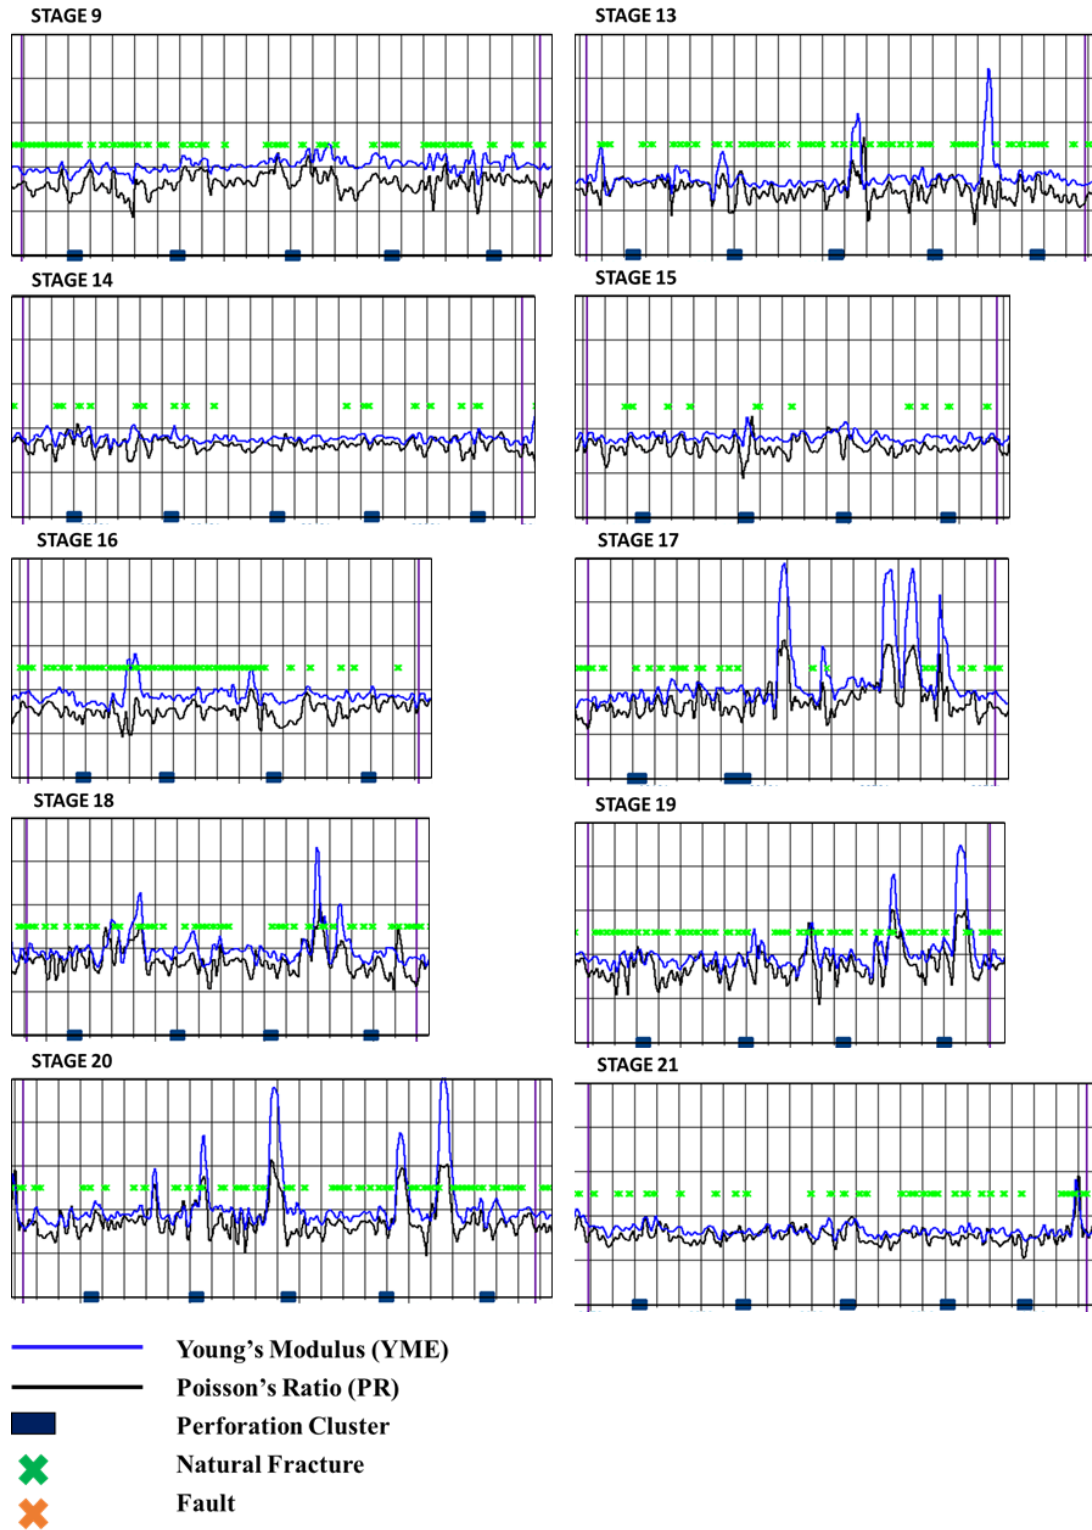 STAGE 9
STAGE 13
STAGE 14
STAGE 15
STAGE 16
STAGE 17
STAGE 18
STAGE 19
STAGE 20
STAGE 21
Young's Modulus (YME)
Poisson's Ratio (PR)
Perforation Cluster
Natural Fracture
Fault